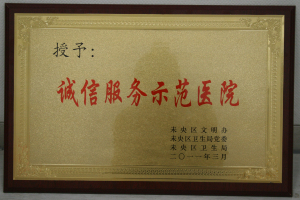 授予：
诚信服务示范医院
未央区文明办
未央区卫生局党委
未央区卫生局
二〇一一年三月